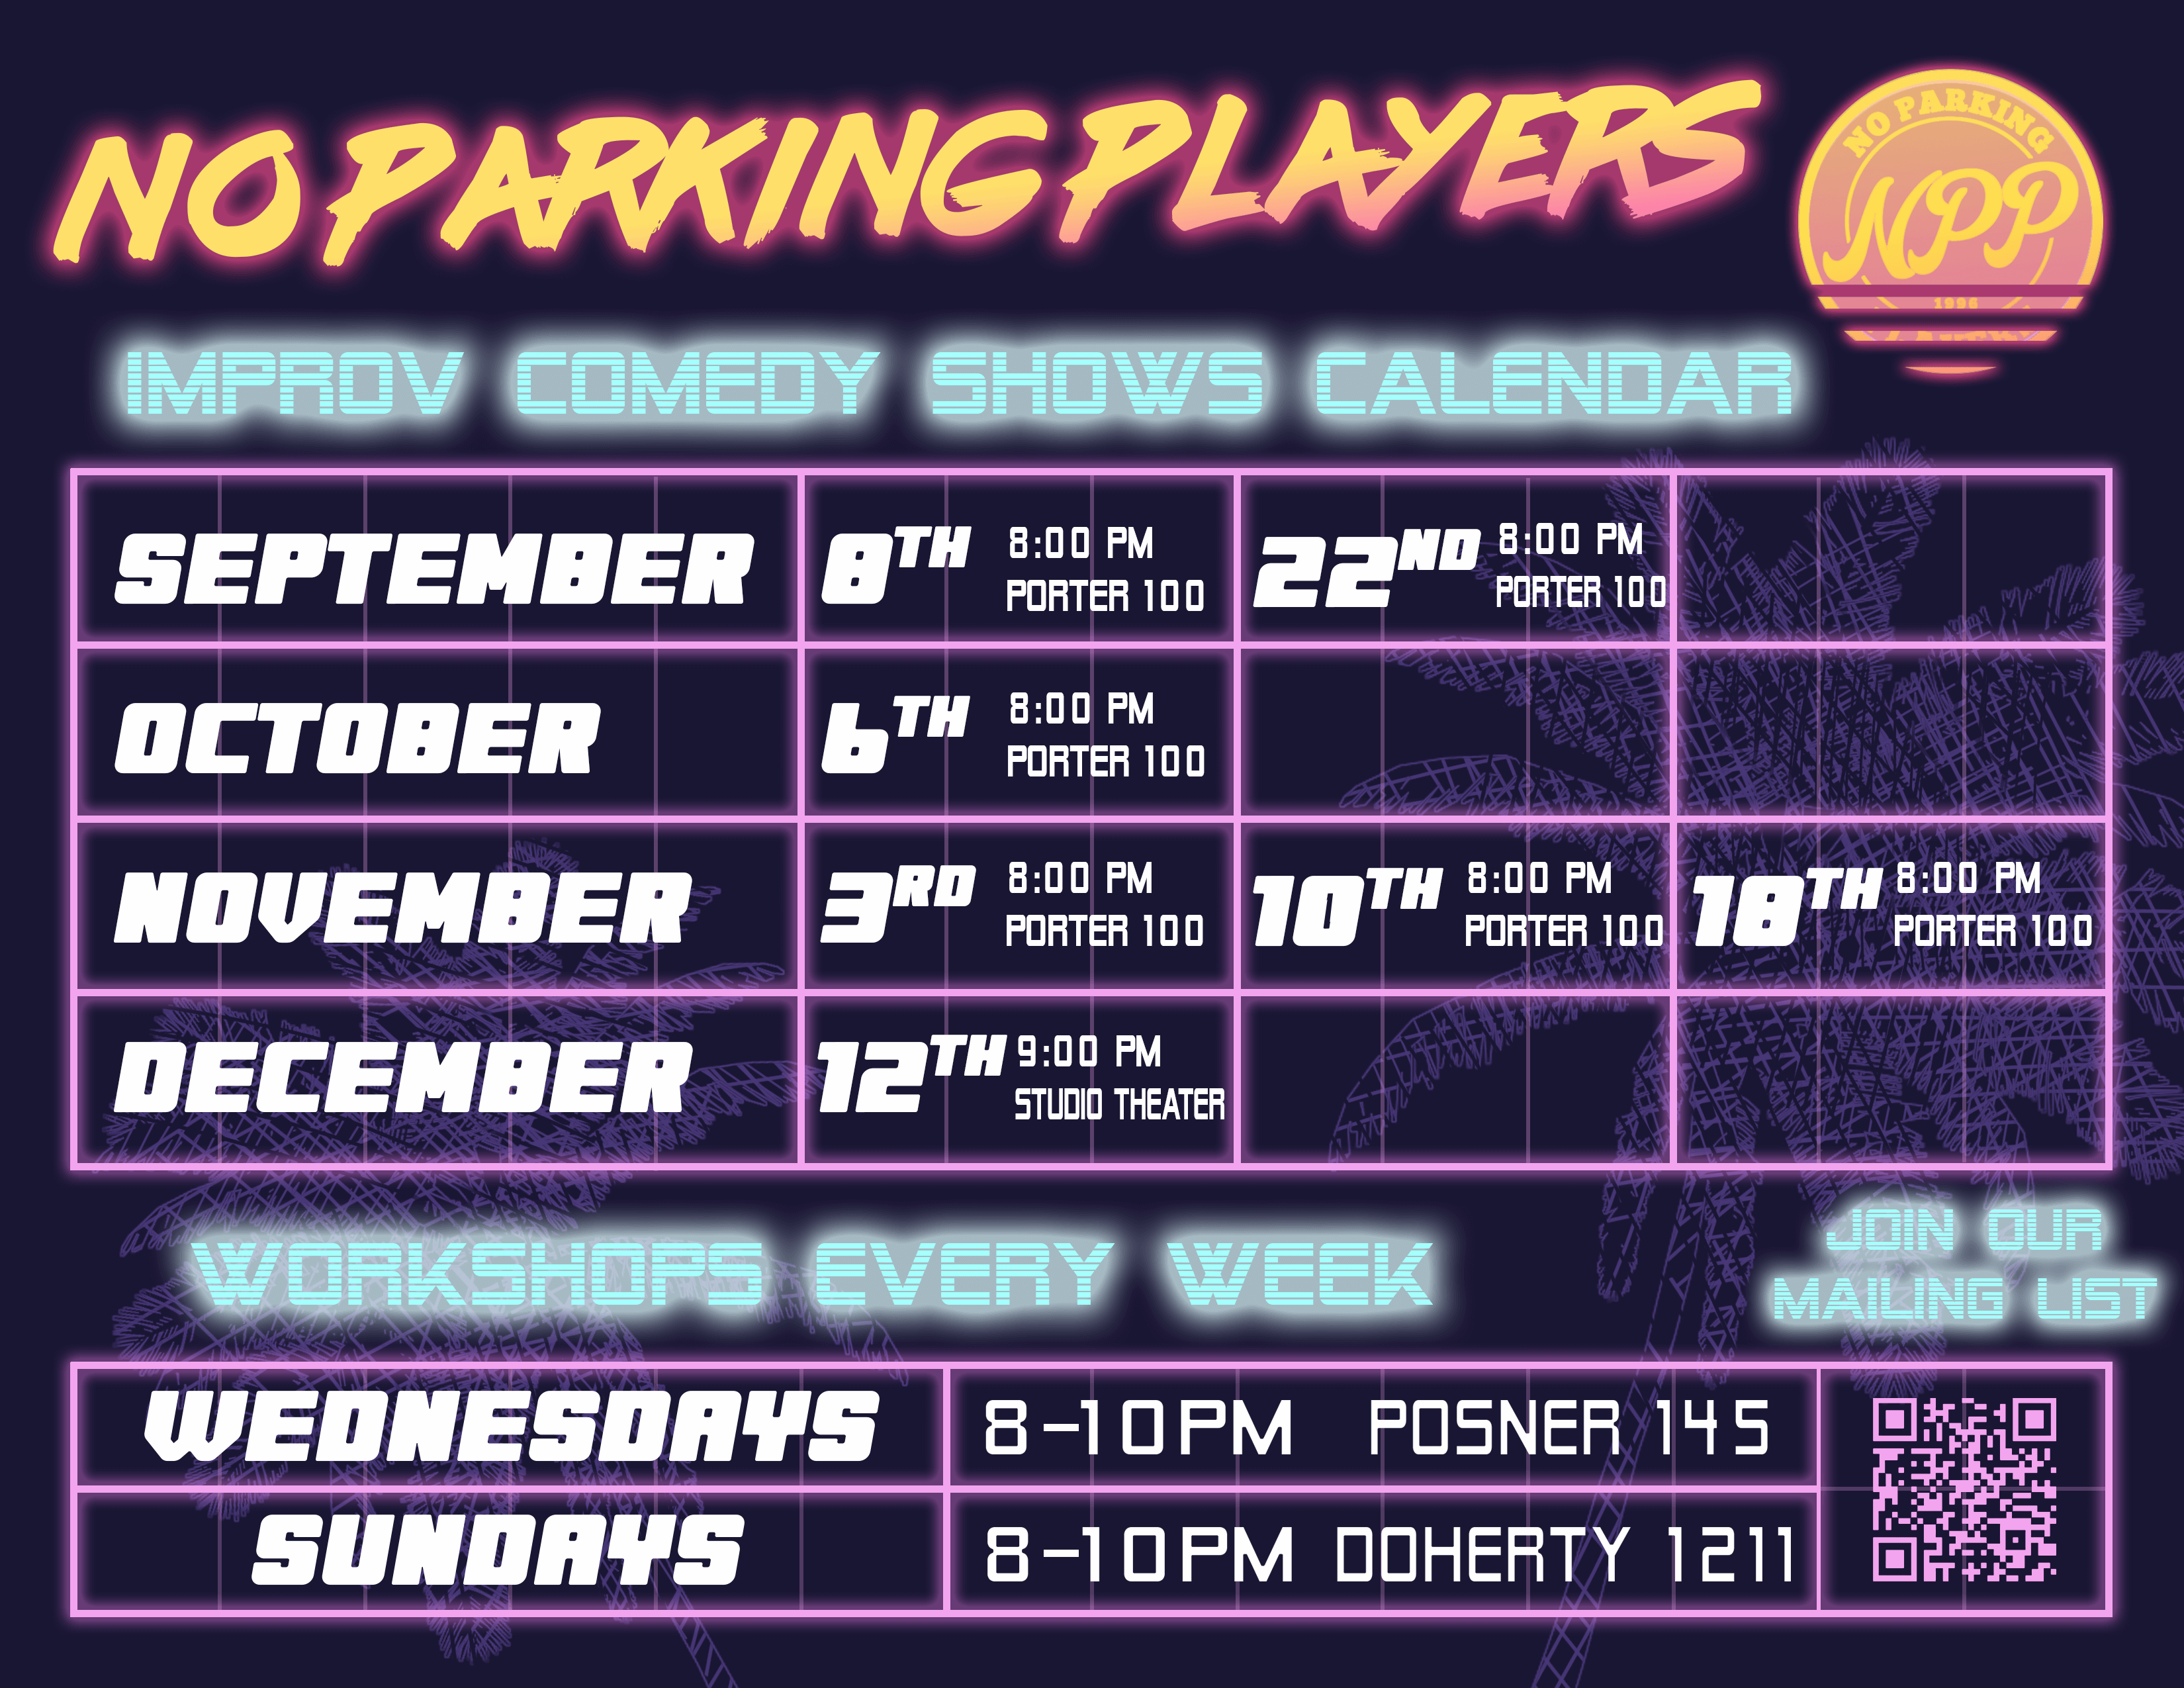 NO PARKING PLAYERS
NO PARKING
NPP
1996
IMPROV COMEDY SHOWS CALENDAR
SEPTEMBER
8TH
8:00 PM
PORTER 100
22ND
8:00 PM
PORTER 100
OCTOBER
6TH
8:00 PM
PORTER 100
NOVEMBER
3RD
8:00 PM
PORTER 100
10TH
8:00 PM
PORTER 100
18TH
8:00 PM
PORTER 100
DECEMBER
12TH
9:00 PM
STUDIO THEATER
WORKSHOPS EVERY WEEK
JOIN OUR
MAILING LIST
WEDNESDAYS
8-10PM POSNER 145
SUNDAYS
8-10PM DOHERTY 1211